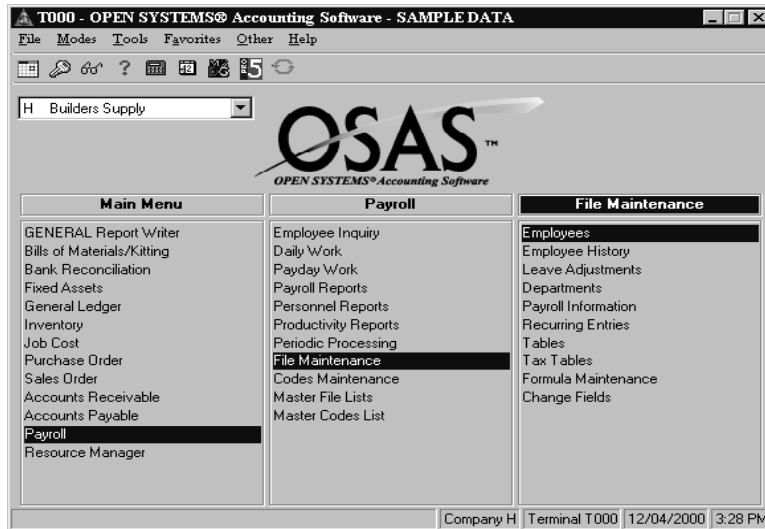 T000 - OPEN SYSTEMS® Accounting Software - SAMPLE DATA
File Modes Tools Favorites Other Help
H Builders Supply
OSAS™
OPEN SYSTEMS® Accounting Software
Main Menu
GENERAL Report Writer
Bills of Materials/Kitting
Bank Reconciliation
Fixed Assets
General Ledger
Inventory
Job Cost
Purchase Order
Sales Order
Accounts Receivable
Accounts Payable
Payroll
Resource Manager
Payroll
Employee Inquiry
Daily Work
Payday Work
Payroll Reports
Personnel Reports
Productivity Reports
Periodic Processing
File Maintenance
Codes Maintenance
Master File Lists
Master Codes List
File Maintenance
Employees
Employee History
Leave Adjustments
Departments
Payroll Information
Recurring Entries
Tables
Tax Tables
Formula Maintenance
Change Fields
Company H Terminal T000 12/04/2000 3:28 PM